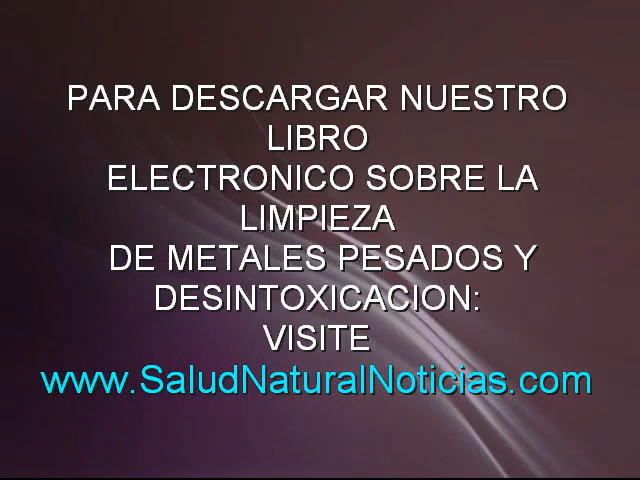 PARA DESCARGAR NUESTRO
LIBRO
ELECTRONICO SOBRE LA
LIMPIEZA
DE METALES PESADOS Y
DESINTOXICACION:
VISITE
www.SaludNaturalNoticias.com